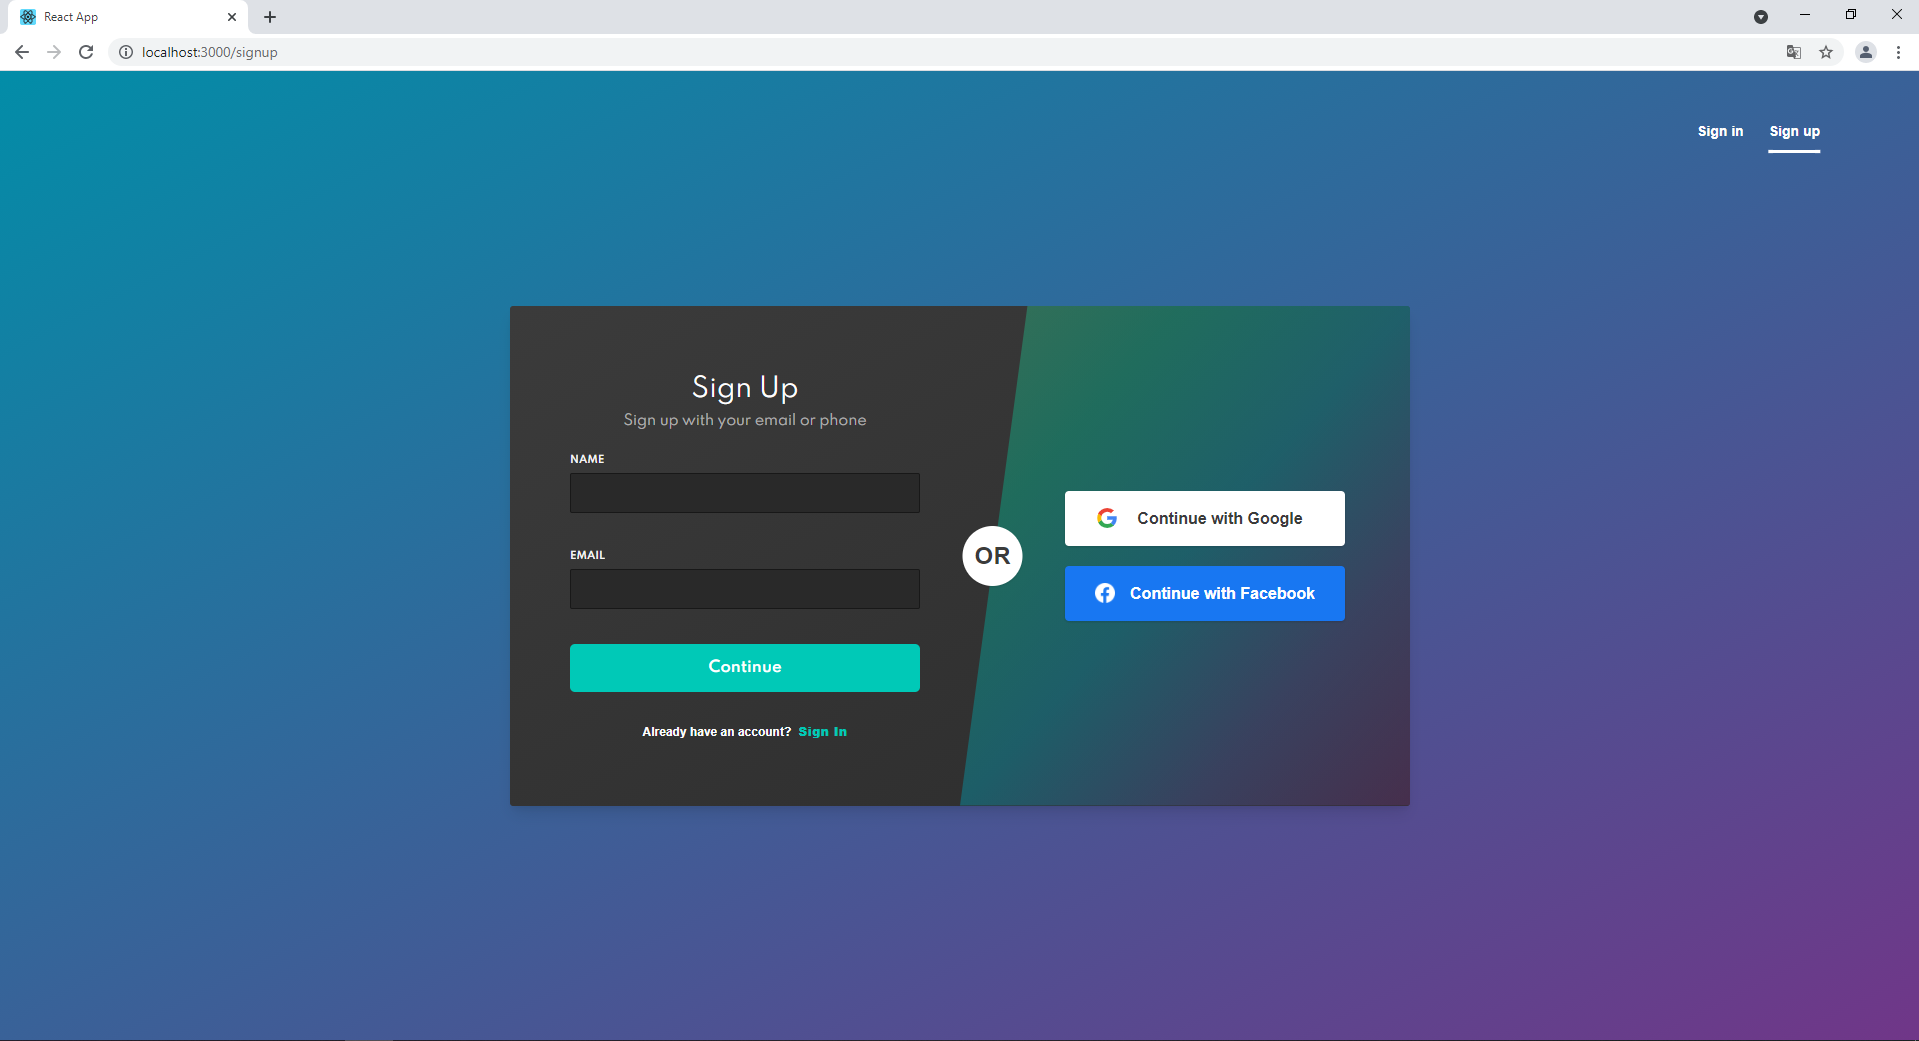 React App
localhost:3000/signup
Sign in
Sign up
Sign Up
Sign up with your email or phone
NAME
EMAIL
Continue
Already have an account? Sign In
OR
Continue with Google
Continue with Facebook